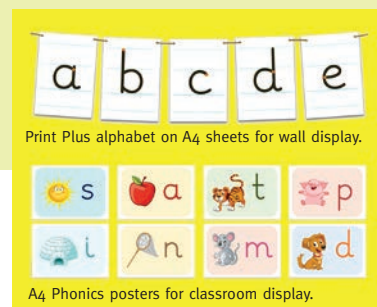 a b c d e
Print Plus alphabet on A4 sheets for wall display.
s a t p
i n m d
A4 Phonics posters for classroom display.